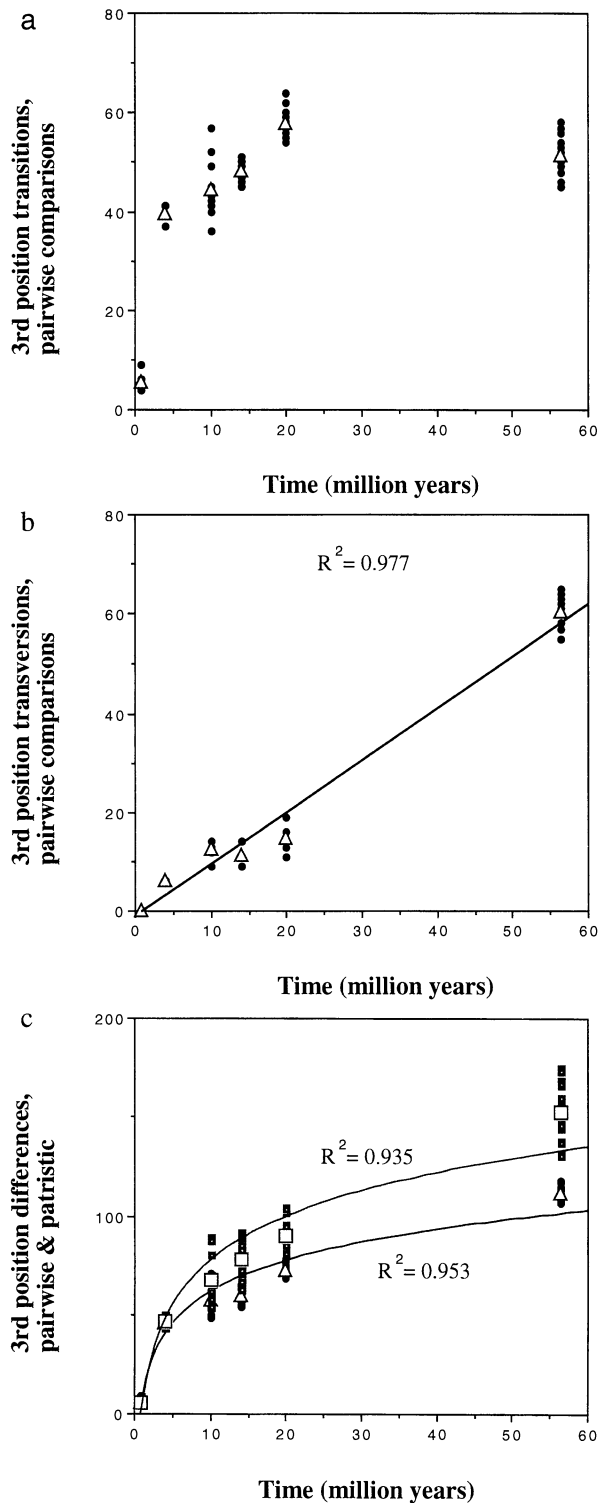 a
3rd position transitions,
pairwise comparisons
80
60
40
20
0
0 10 20 30 40 50 60
Time (million years)
b
3rd position transversions,
pairwise comparisons
80
60
40
20
0
R²= 0.977
0 10 20 30 40 50 60
Time (million years)
c
3rd position differences,
pairwise & patristic
200
100
0
R²= 0.935
R²= 0.953
0 10 20 30 40 50 60
Time (million years)